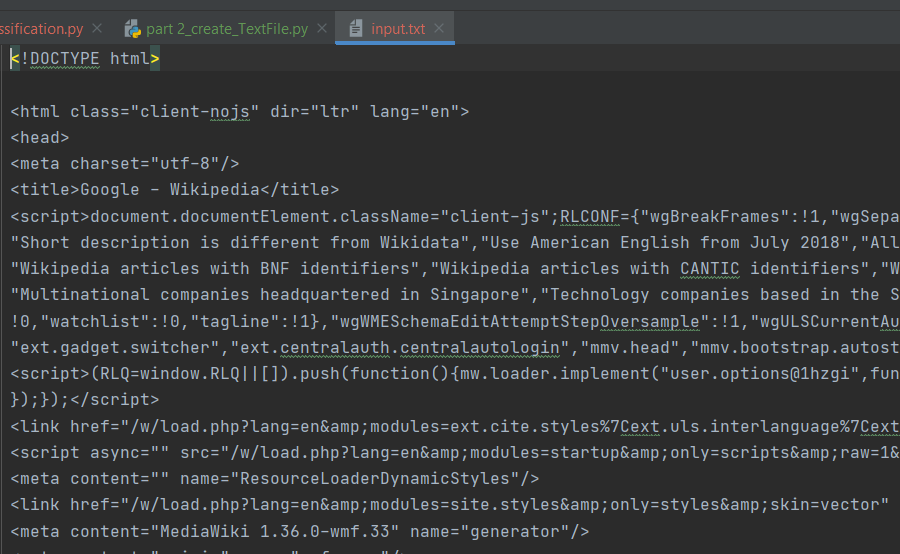 ssification.py part 2_create_TextFile.py input.txt
<!DOCTYPE html>
<html class="client-nojs" dir="ltr" lang="en">
<head>
<meta charset="utf-8"/>
<title>Google - Wikipedia</title>
<script>document.documentElement.className="client-js";RLCONF={"wgBreakFrames":!1,"wgSepa
"Short description is different from Wikidata","Use American English from July 2018","All
"Wikipedia articles with BNF identifiers","Wikipedia articles with CANTIC identifiers","W
"Multinational companies headquartered in Singapore","Technology companies based in the S
!0,"watchlist":!0,"tagline":!1},"wgWMESchemaEditAttemptStepOversample":!1,"wgULSCurrentAu
"ext.gadget.switcher","ext.centralauth.centralautologin","mmv.head","mmv.bootstrap.autost
<script>(RLQ=window.RLQ||[]).push(function(){mw.loader.implement("user.options@1hzgi",fun
});});</script>
<link href="/w/load.php?lang=en&amp;modules=ext.cite.styles%7Cext.uls.interlanguage%7Cext
<script async="" src="/w/load.php?lang=en&amp;modules=startup&amp;only=scripts&amp;raw=1&
<meta content="" name="ResourceLoaderDynamicStyles"/>
<link href="/w/load.php?lang=en&amp;modules=site.styles&amp;only=styles&amp;skin=vector"
<meta content="MediaWiki 1.36.0-wmf.33" name="generator"/>